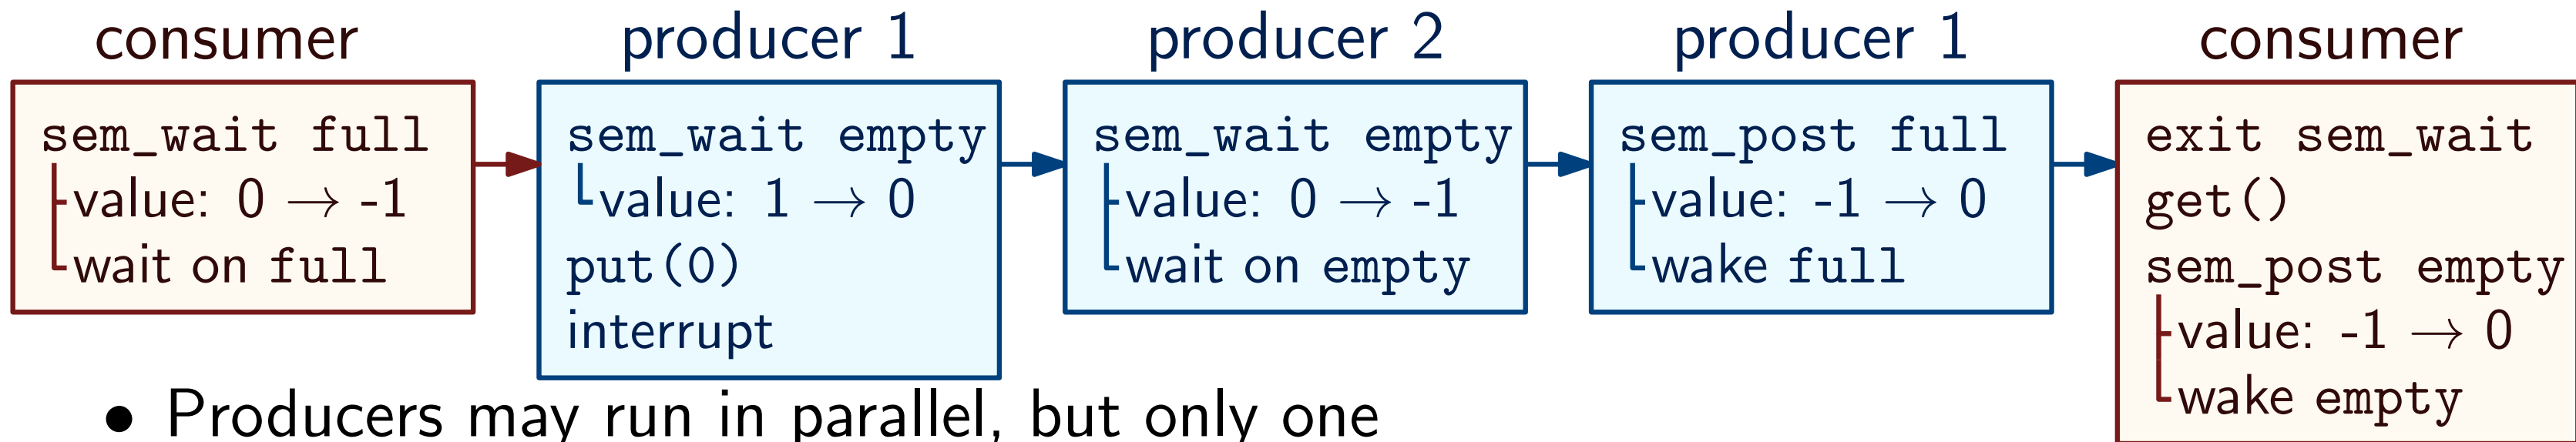 consumer
sem_wait full
value: 0 → -1
wait on full
producer 1
sem_wait empty
value: 1 → 0
put(0)
interrupt
producer 2
sem_wait empty
value: 0 → -1
wait on empty
producer 1
sem_post full
value: -1 → 0
wake full
consumer
exit sem_wait
get()
sem_post empty
value: -1 → 0
wake empty
• Producers may run in parallel, but only one